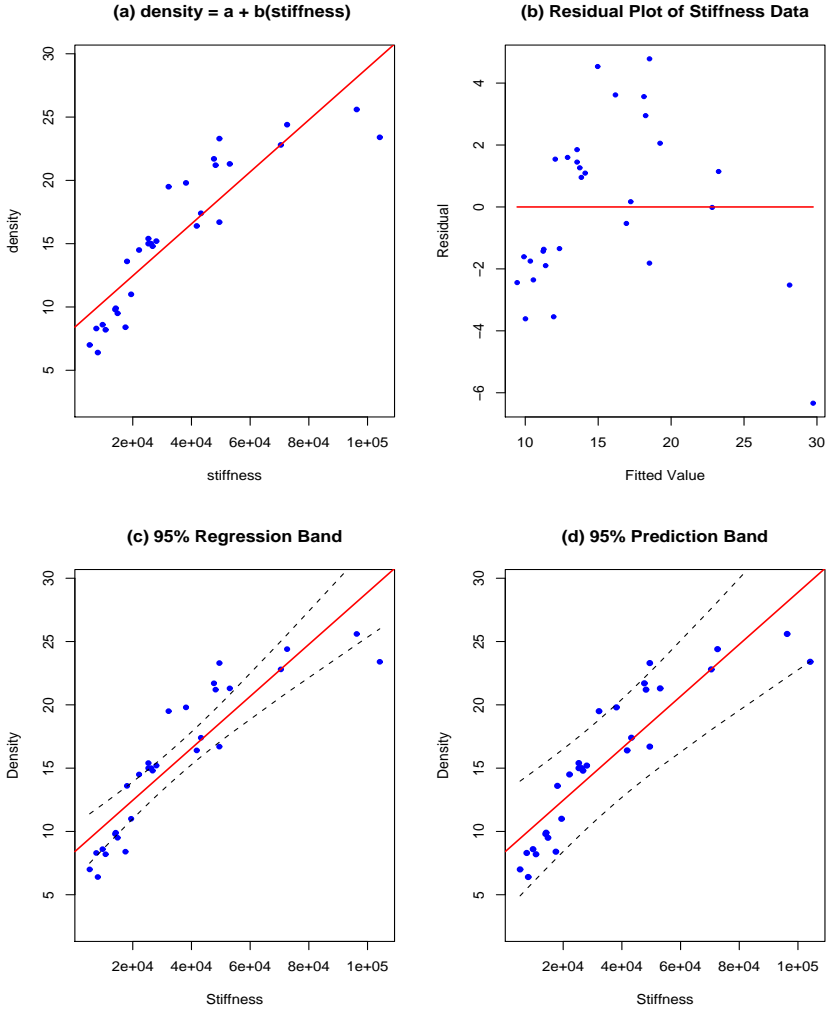 (a) density = a + b(stiffness)
30
25
20
15
10
5
density
2e+04 4e+04 6e+04 8e+04 1e+05
stiffness
(b) Residual Plot of Stiffness Data
4
2
0
−2
−4
−6
Residual
10 15 20 25 30
Fitted Value
(c) 95% Regression Band
30
25
20
15
10
5
Density
2e+04 4e+04 6e+04 8e+04 1e+05
Stiffness
(d) 95% Prediction Band
30
25
20
15
10
5
Density
2e+04 4e+04 6e+04 8e+04 1e+05
Stiffness